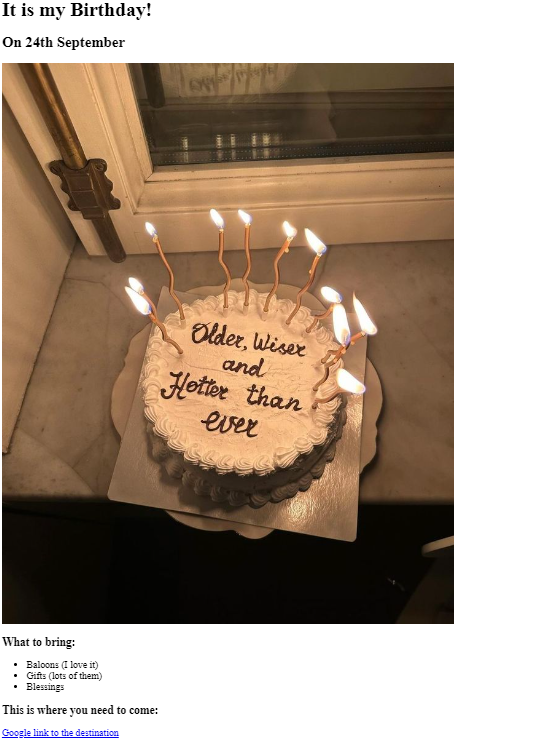 It is my Birthday!
On 24th September
Older, Wiser
and
Hotter than
ever
What to bring:
Baloons (I love it)
Gifts (lots of them)
Blessings
This is where you need to come:
Google link to the destination